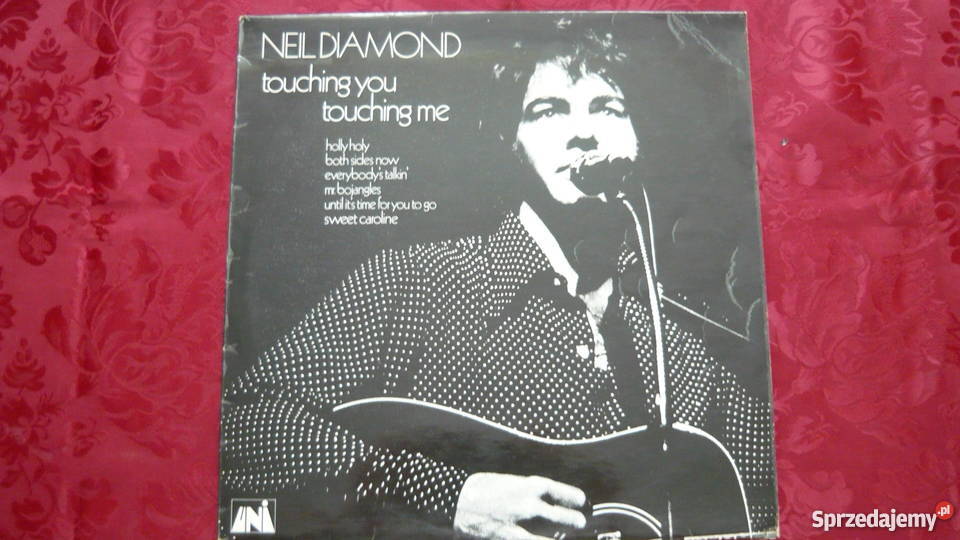 NEIL DIAMOND
touching you
touching me
holly holy
both sides now
everybody's talkin'
mr. bojangles
until it's time for you to go
sweet caroline
UNI
Sprzedajemy.pl